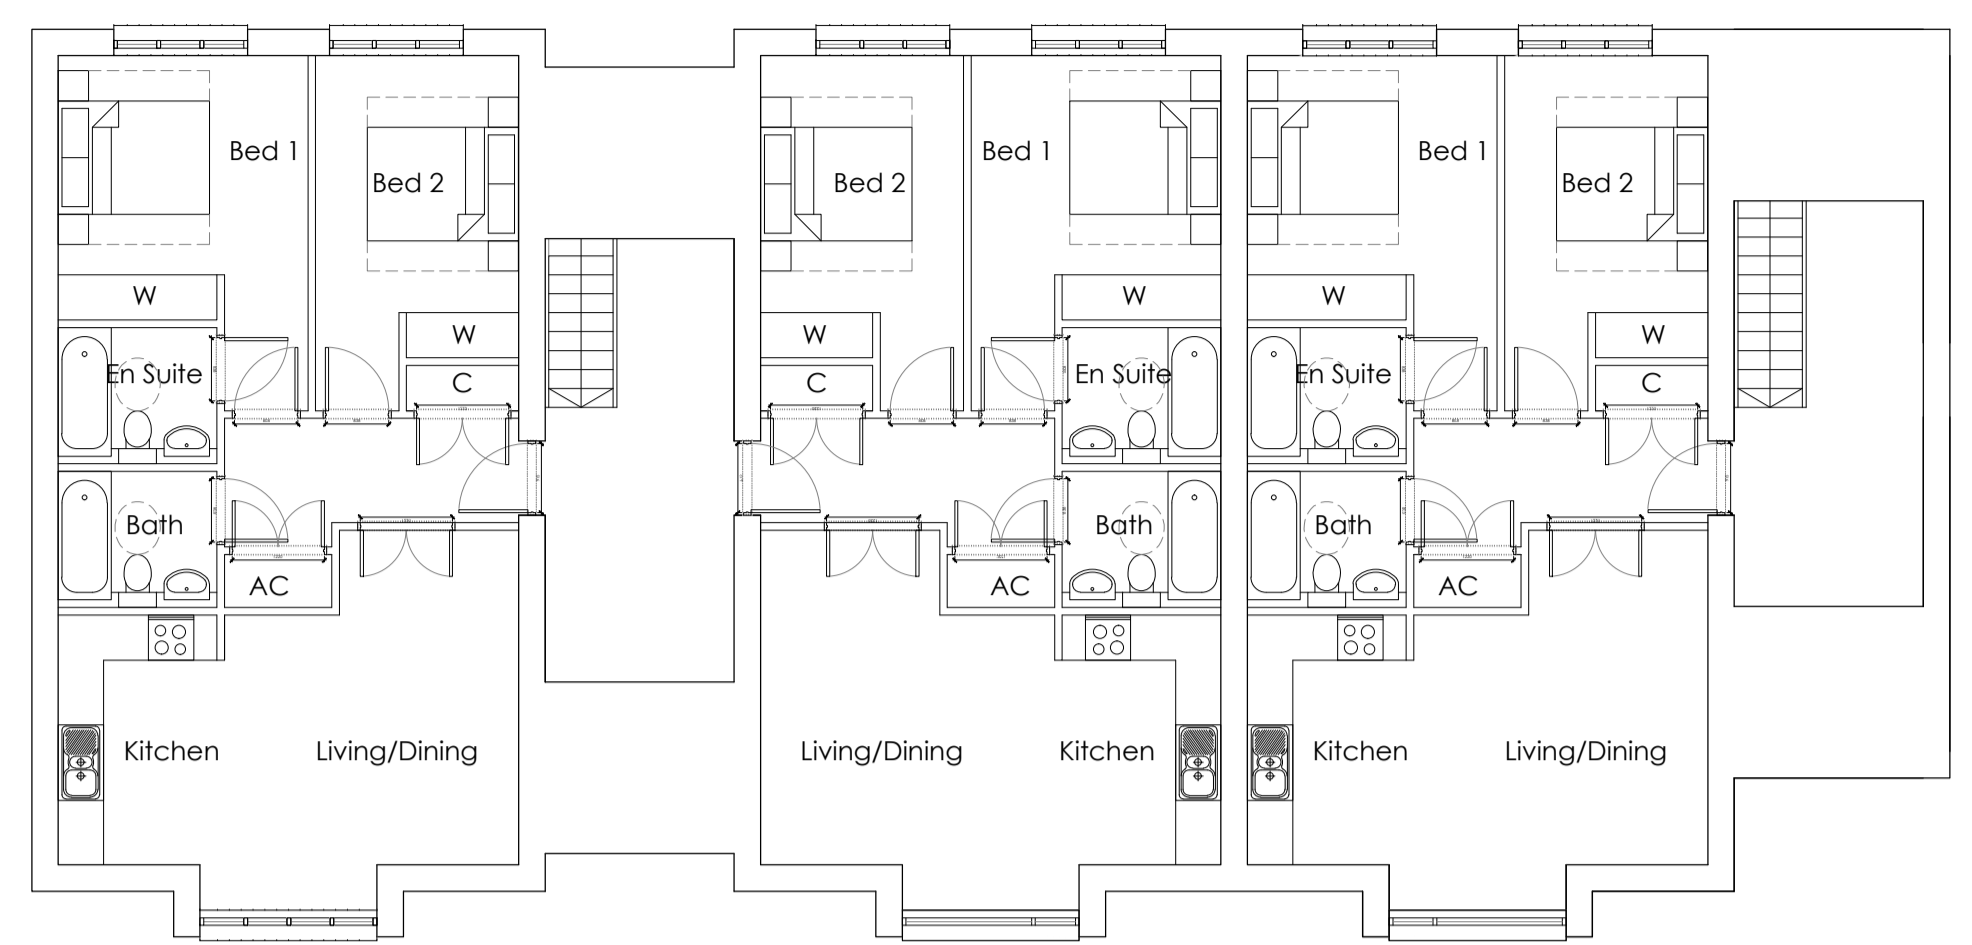 Bed 1
Bed 2
Bed 2
Bed 1
Bed 1
Bed 2
W
W
C
W
C
W
W
W
C
En Suite
En Suite
En Suite
Bath
Bath
Bath
AC
AC
AC
Kitchen
Living/Dining
Living/Dining
Kitchen
Kitchen
Living/Dining